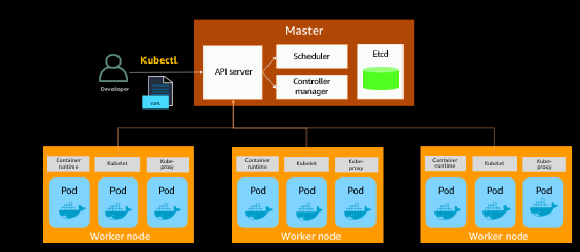 Master
Kubectl
Developer
API server
Scheduler
Controller
manager
Etcd
Container
runtime
Kubelet
Kube-
proxy
Pod
Pod
Pod
Worker node
Container
runtime
Kubelet
Kube-
proxy
Pod
Pod
Pod
Worker node
Container
runtime
Kubelet
Kube-
proxy
Pod
Pod
Pod
Worker node